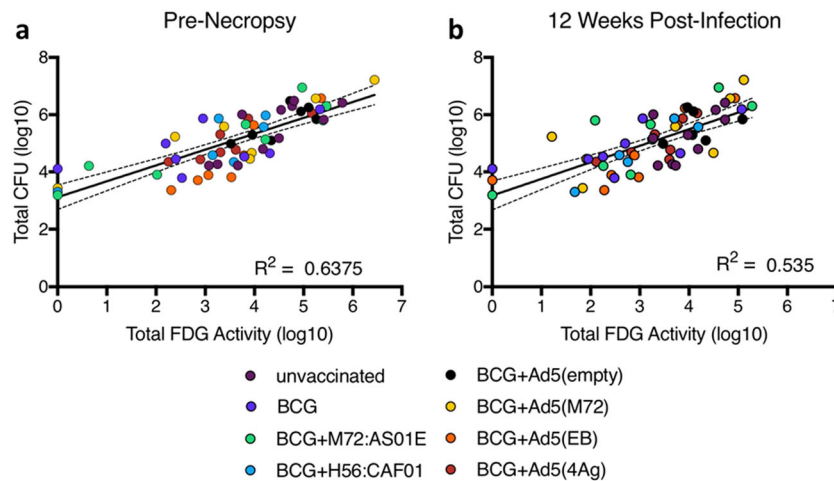 a Pre-Necropsy
b 12 Weeks Post-Infection
Total CFU (log10)
8
6
4
2
0
R² = 0.6375
0 1 2 3 4 5 6 7
Total FDG Activity (log10)
Total CFU (log10)
8
6
4
2
0
R² = 0.535
0 1 2 3 4 5 6 7
Total FDG Activity (log10)
unvaccinated
BCG
BCG+M72:AS01E
BCG+H56:CAF01
BCG+Ad5(empty)
BCG+Ad5(M72)
BCG+Ad5(EB)
BCG+Ad5(4Ag)